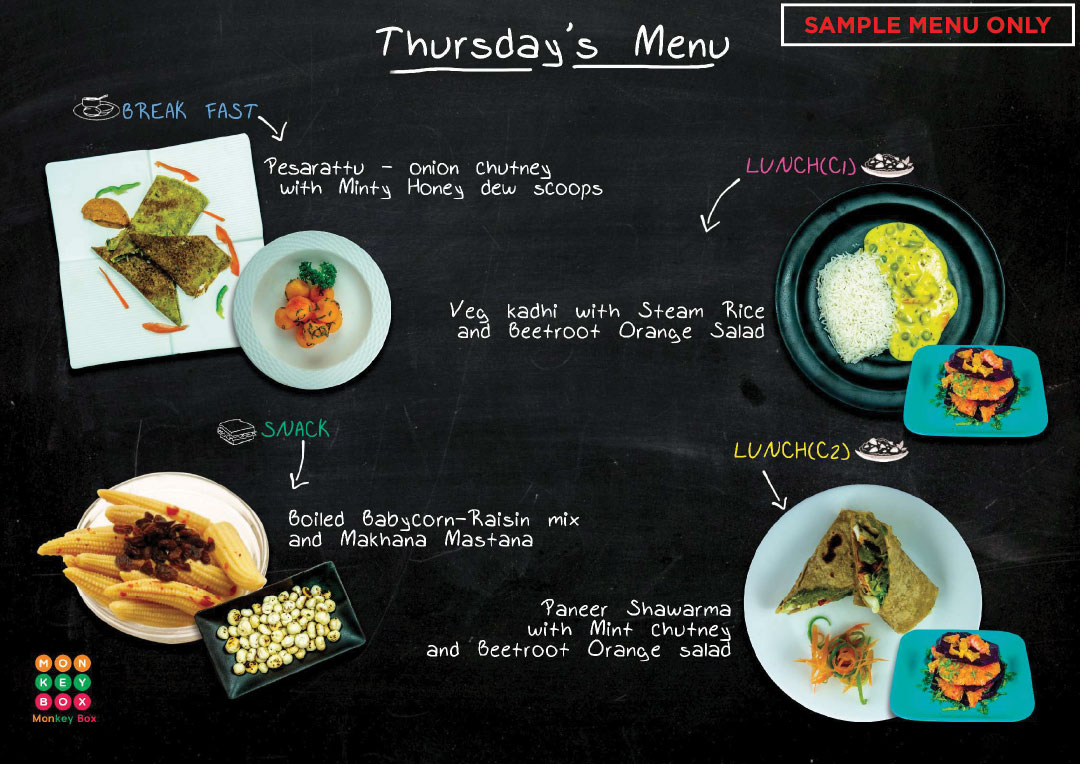 SAMPLE MENU ONLY
Thursday's Menu
BREAK FAST
Pesarattu - onion chutney
with Minty Honey dew scoops
LUNCH(C1)
Veg kadhi with Steam Rice
and Beetroot Orange Salad
SNACK
Boiled Babycorn-Raisin mix
and Makhana Mastana
LUNCH(C2)
Paneer Shawarma
with Mint chutney
and Beetroot Orange salad
MON
KEY
BOX
Monkey Box